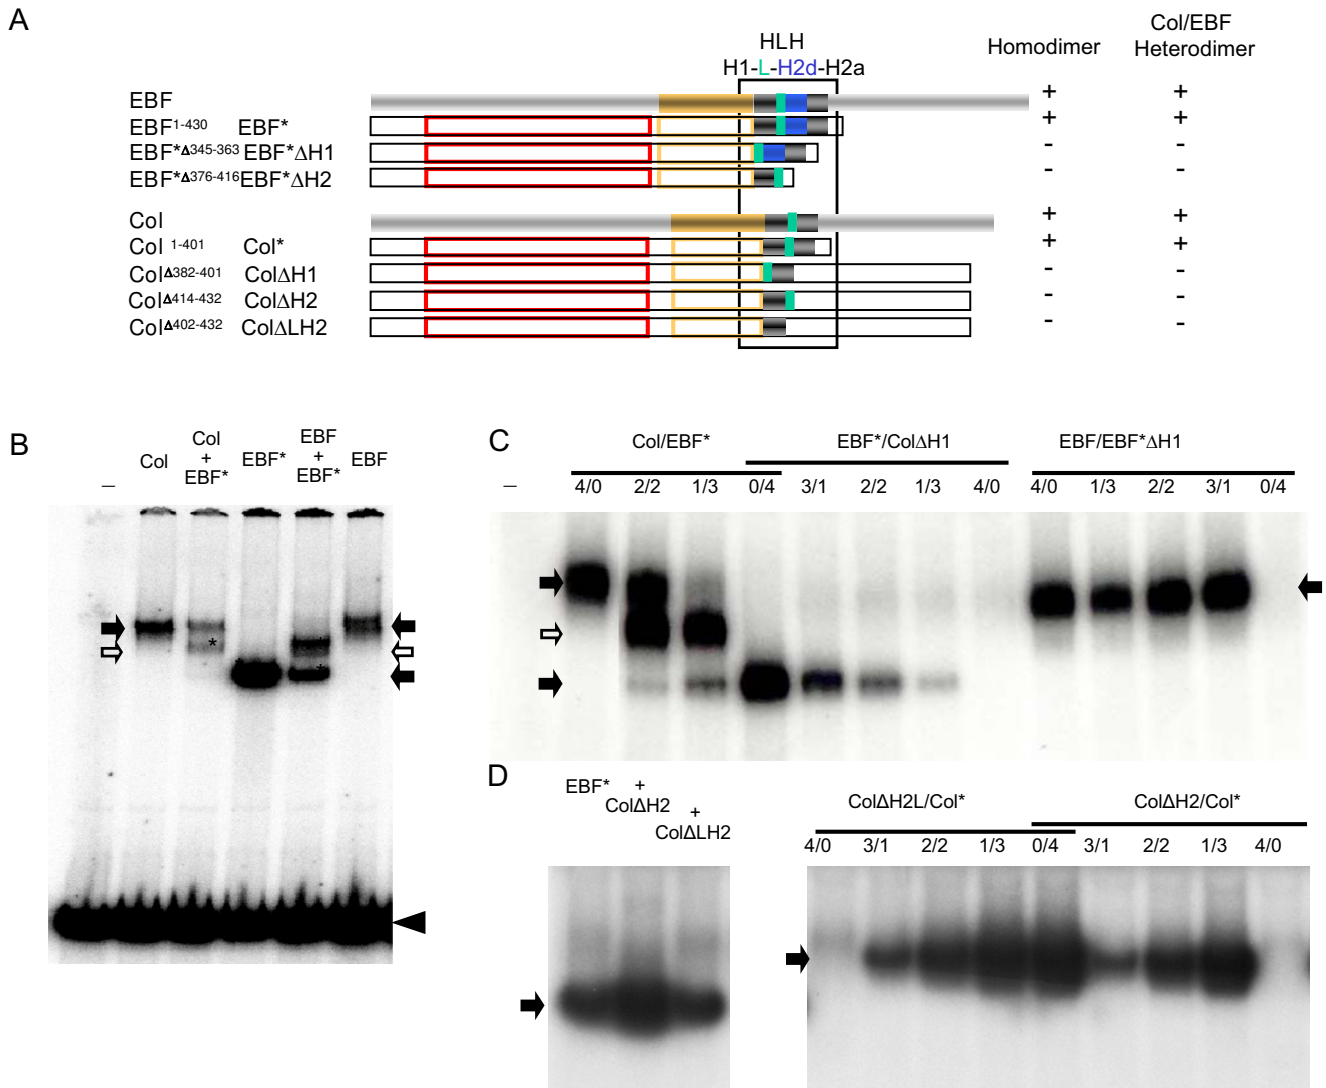 A
HLH
H1-L-H2d-H2a
Homodimer
Col/EBF
Heterodimer
EBF + +
EBF1-430 EBF* + +
EBF*Δ345-363 EBF*ΔH1 - -
EBF*Δ376-416 EBF*ΔH2 - -
Col + +
Col 1-401 Col* + +
ColΔ382-401 ColΔH1 - -
ColΔ414-432 ColΔH2 - -
ColΔ402-432 ColΔLH2 - -
B
–
Col
Col
+
EBF*
EBF*
EBF
+
EBF*
EBF
*
*
C
Col/EBF* EBF*/ColΔH1 EBF/EBF*ΔH1
– 4/0 2/2 1/3 0/4 3/1 2/2 1/3 4/0 4/0 1/3 2/2 3/1 0/4
D
EBF*
+
ColΔH2
+
ColΔLH2
ColΔH2L/Col* ColΔH2/Col*
4/0 3/1 2/2 1/3 0/4 3/1 2/2 1/3 4/0